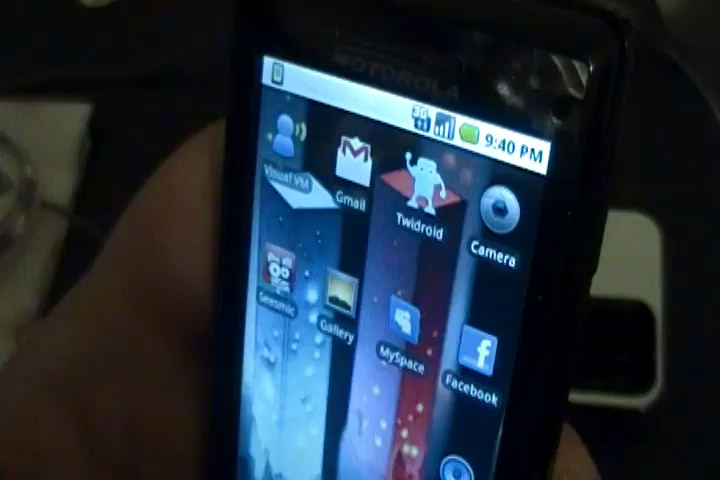 MOTOROLA
3G 9:40 PM
Visual VM Gmail Twidroid Camera
Seesmic Gallery MySpace Facebook